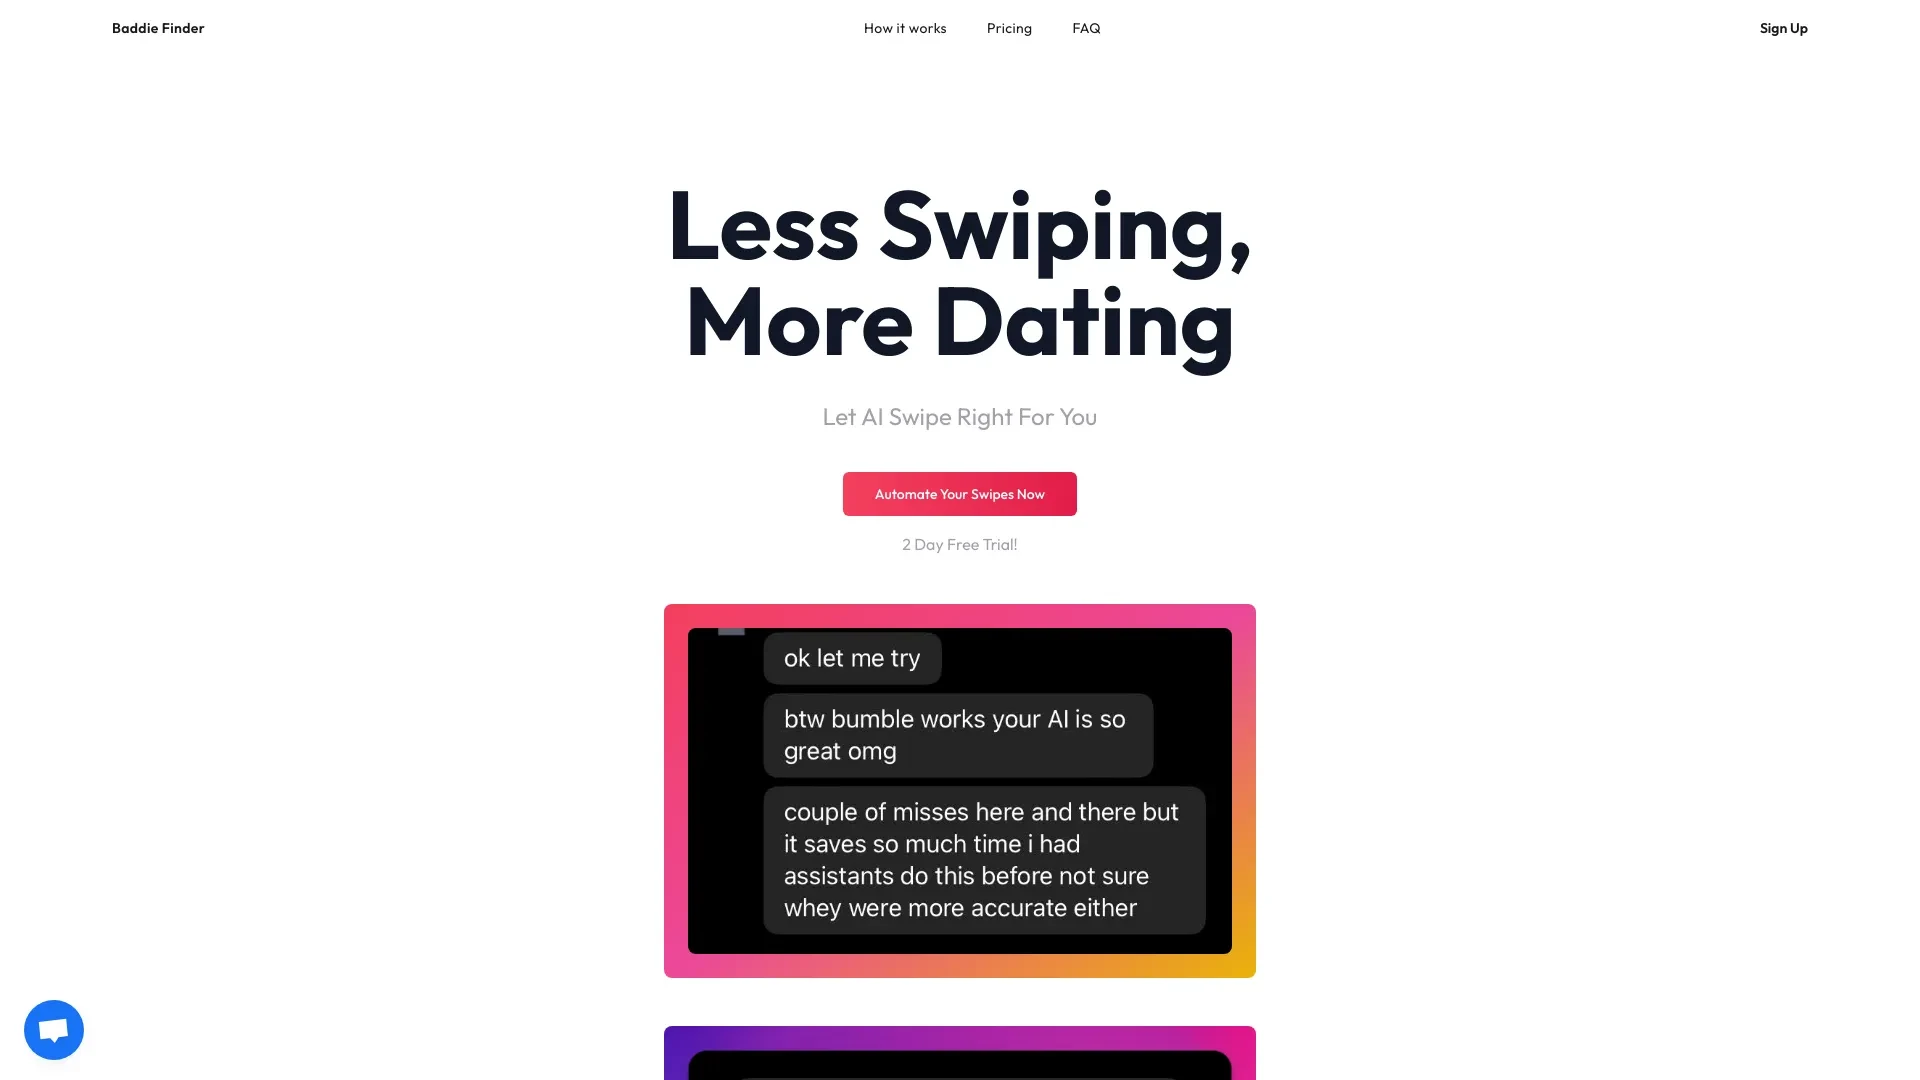 Baddie Finder
How it works
Pricing
FAQ
Sign Up
Less Swiping,
More Dating
Let AI Swipe Right For You
Automate Your Swipes Now
2 Day Free Trial!
ok let me try
btw bumble works your AI is so
great omg
couple of misses here and there but
it saves so much time i had
assistants do this before not sure
whey were more accurate either